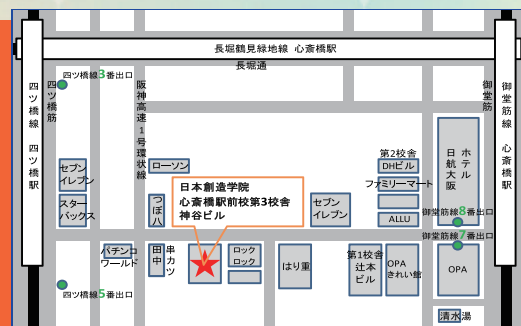 長堀鶴見緑地線 心斎橋駅
長堀通
四ツ橋線 四ツ橋駅
四ツ橋筋
四ツ橋線3番出口
阪神高速1号環状線
御堂筋
御堂筋線 心斎橋駅
ホテル
日航大阪
第2校舎
DHビル
ファミリーマート
ALLU
セブン
イレブン
スター
バックス
ローソン
つぼ八
日本創造学院
心斎橋駅前校第3校舎
神谷ビル
セブン
イレブン
御堂筋線8番出口
御堂筋線7番出口
パチンコ
ワールド
串カツ
田中
ロック
ロック
はり重
第1校舎
辻本
ビル
OPA
きれい館
OPA
四ツ橋線5番出口
清水湯